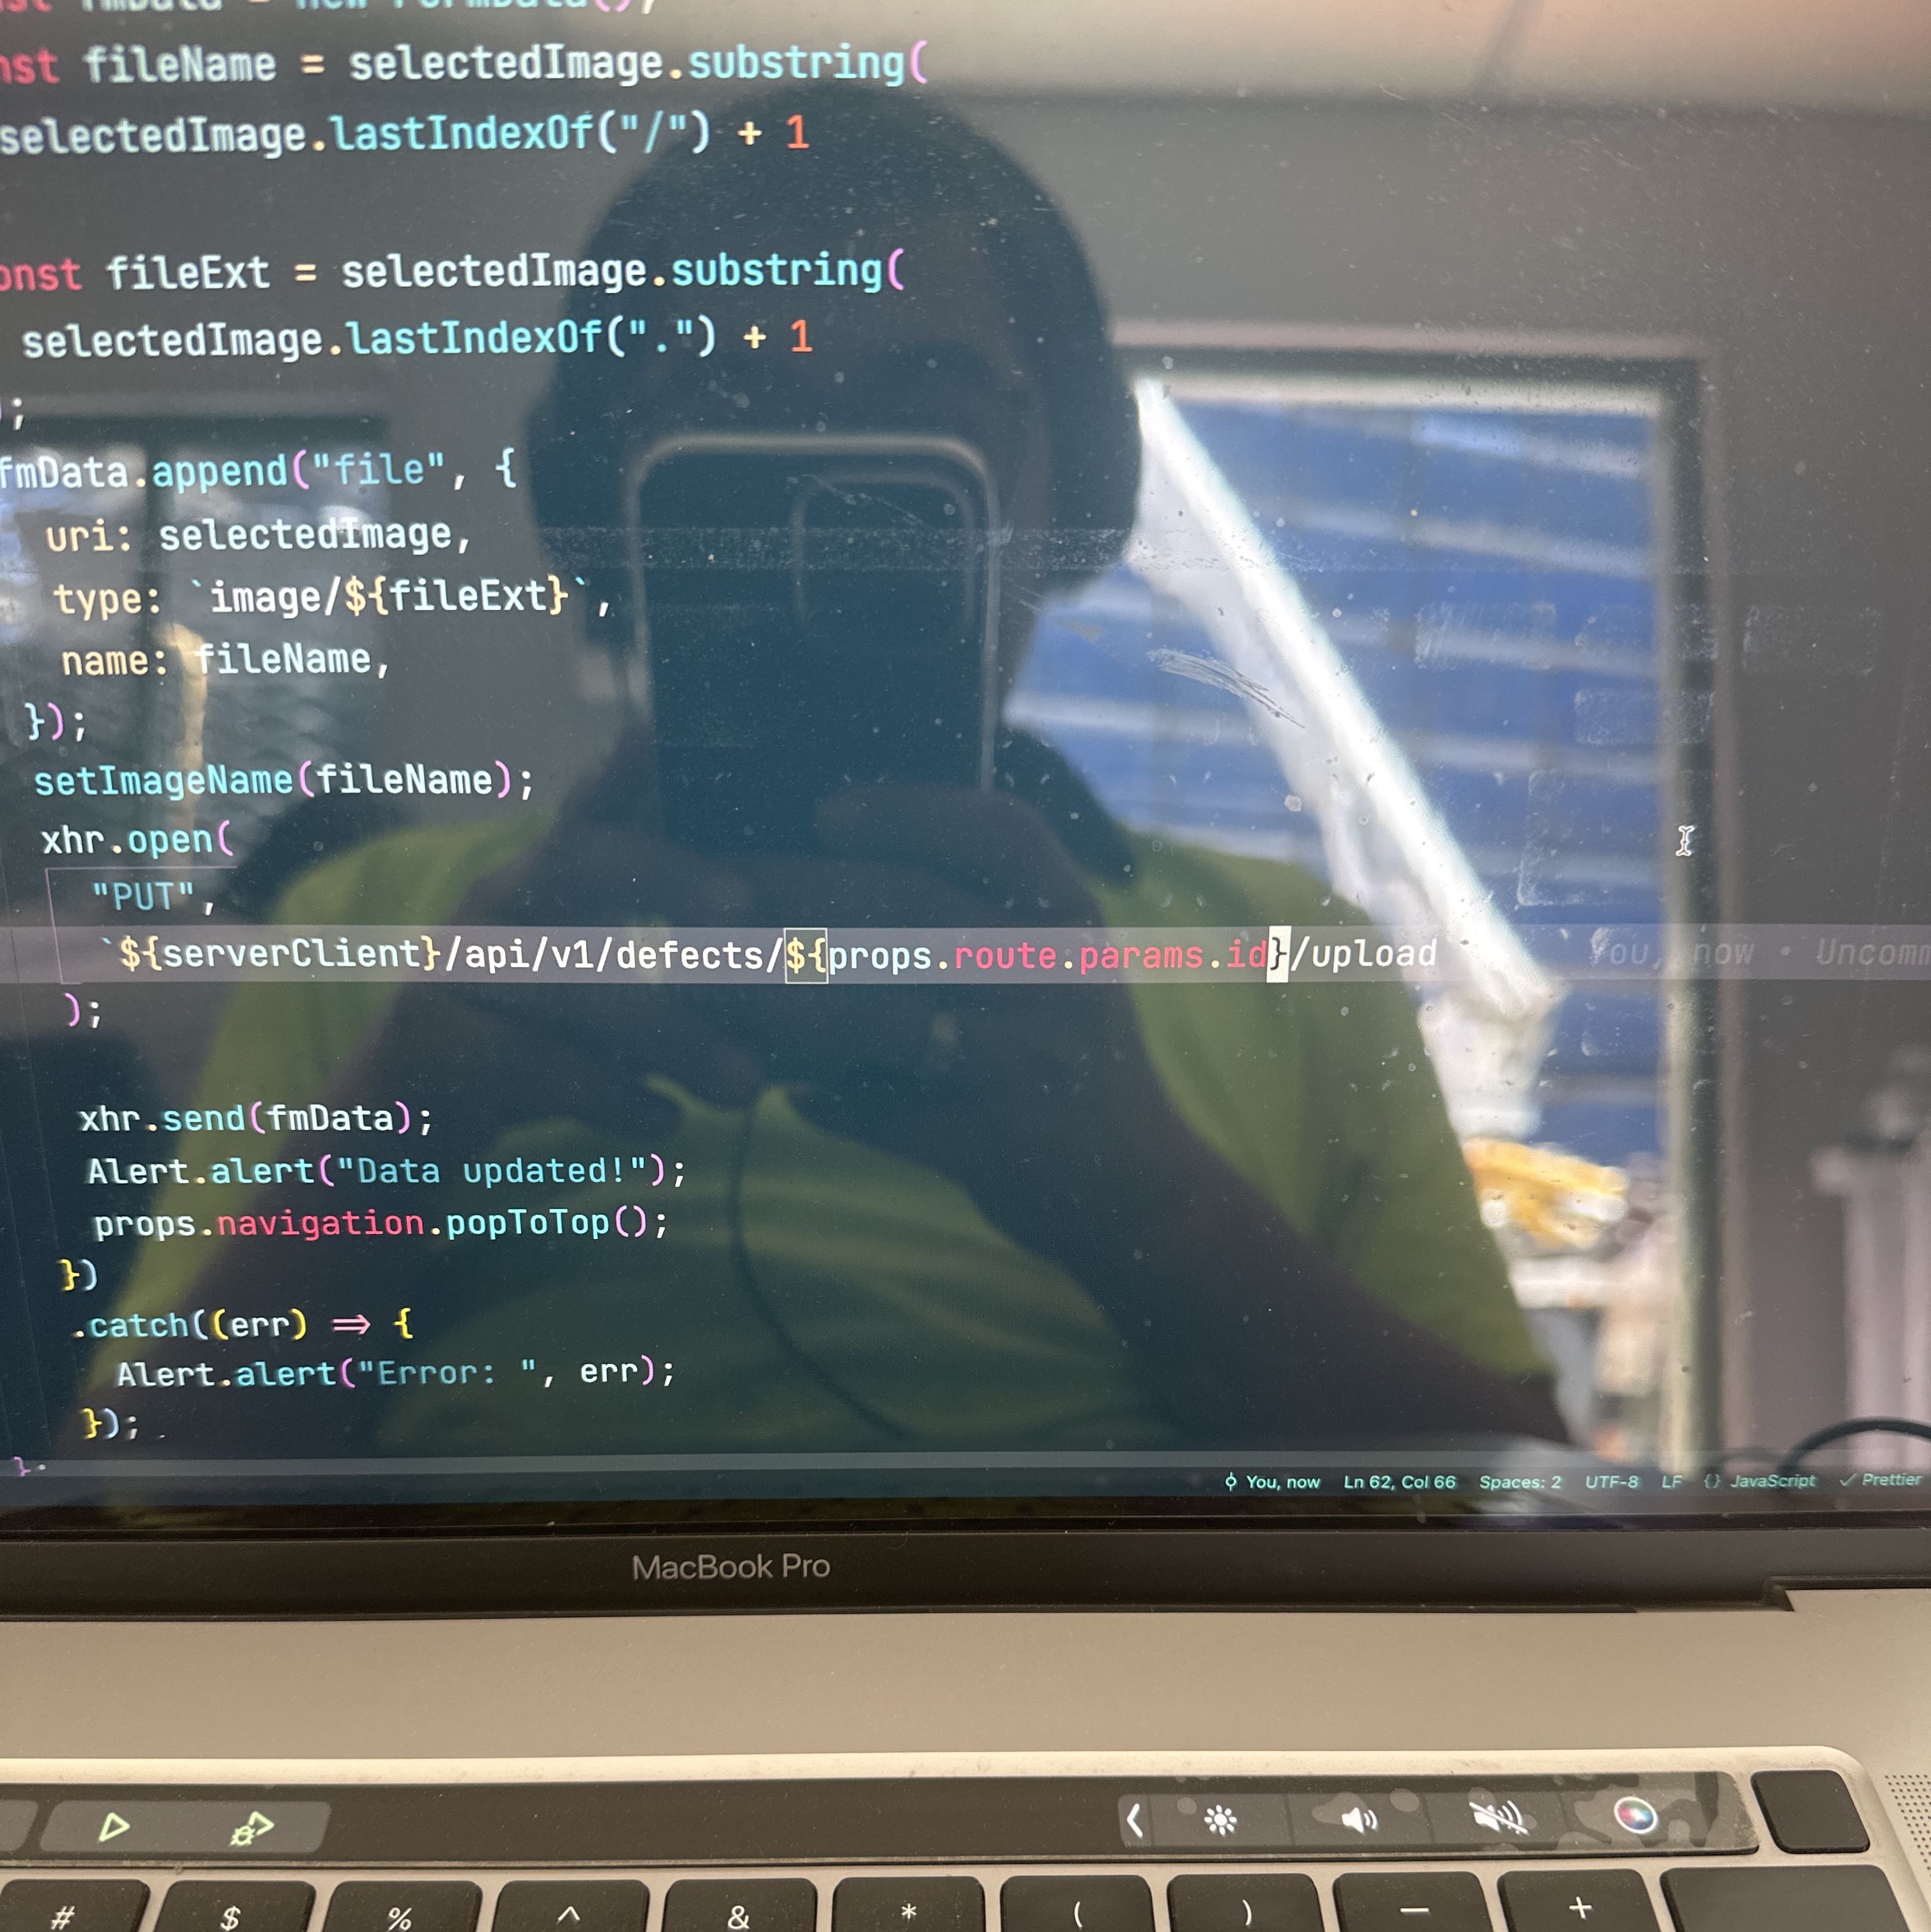 fmData = new FormData();
nst fileName = selectedImage.substring(
selectedImage.lastIndexOf("/") + 1
onst fileExt = selectedImage.substring(
selectedImage.lastIndexOf(".") + 1
);
fmData.append("file", {
uri: selectedImage,
type: `image/${fileExt}`,
name: fileName,
});
setImageName(fileName);
xhr.open(
"PUT",
`${serverClient}/api/v1/defects/${props.route.params.id}/upload You, now • Uncomm
);
xhr.send(fmData);
Alert.alert("Data updated!");
props.navigation.popToTop();
})
.catch((err) => {
Alert.alert("Error: ", err);
});
You, now Ln 62, Col 66 Spaces: 2 UTF-8 LF {} JavaScript ✓ Prettier
MacBook Pro
# $ % ^ & * ( ) — +